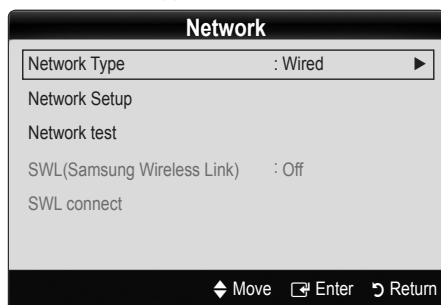 Network
Network Type : Wired ▶
Network Setup
Network test
SWL(Samsung Wireless Link) : Off
SWL connect
Move Enter Return